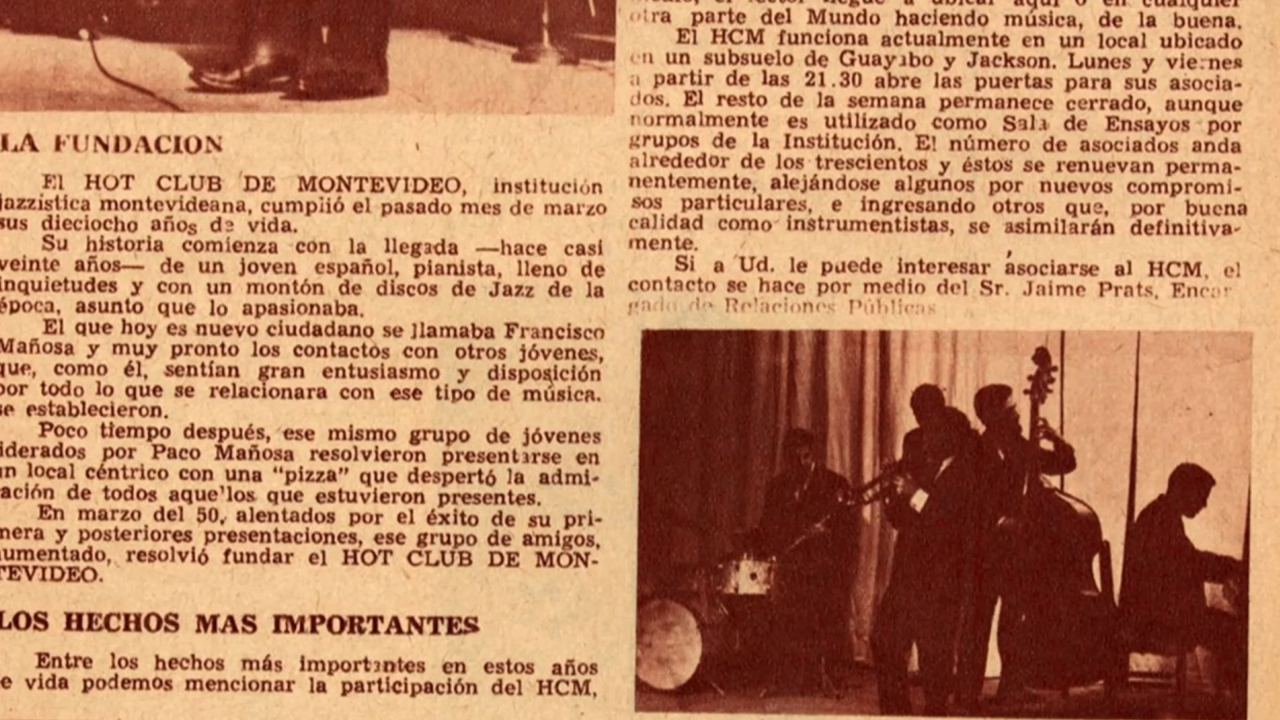 LA FUNDACION
El HOT CLUB DE MONTEVIDEO, institución
jazzística montevideana, cumplió el pasado mes de marzo
sus dieciocho años de vida.
Su historia comienza con la llegada —hace casi
veinte años— de un joven español, pianista, lleno de
inquietudes y con un montón de discos de Jazz de la
época, asunto que lo apasionaba.
El que hoy es nuevo ciudadano se llamaba Francisco
Mañosa y muy pronto los contactos con otros jóvenes,
que, como él, sentían gran entusiasmo y disposición
por todo lo que se relacionara con ese tipo de música.
se establecieron.
Poco tiempo después, ese mismo grupo de jóvenes
liderados por Paco Mañosa resolvieron presentarse en
un local céntrico con una "pizza" que despertó la admi-
ración de todos aque'los que estuvieron presentes.
En marzo del 50, alentados por el éxito de su pri-
mera y posteriores presentaciones, ese grupo de amigos,
aumentado, resolvió fundar el HOT CLUB DE MON-
TEVIDEO.
LOS HECHOS MAS IMPORTANTES
Entre los hechos más importantes en estos años
de vida podemos mencionar la participación del HCM,
el lector llegue a ubicar aquí o en cualquier
otra parte del Mundo haciendo música, de la buena.
El HCM funciona actualmente en un local ubicado
en un subsuelo de Guayabo y Jackson. Lunes y viernes
a partir de las 21.30 abre las puertas para sus asocia-
dos. El resto de la semana permanece cerrado, aunque
normalmente es utilizado como Sala de Ensayos por
grupos de la Institución. El número de asociados anda
alrededor de los trescientos y éstos se renuevan perma-
nentemente, alejándose algunos por nuevos compromi-
sos particulares, e ingresando otros que, por buena
calidad como instrumentistas, se asimilarán definitiva-
mente.
Si a Ud. le puede interesar asociarse al HCM, el
contacto se hace por medio del Sr. Jaime Prats, Encar
gado de Relaciones Públicas